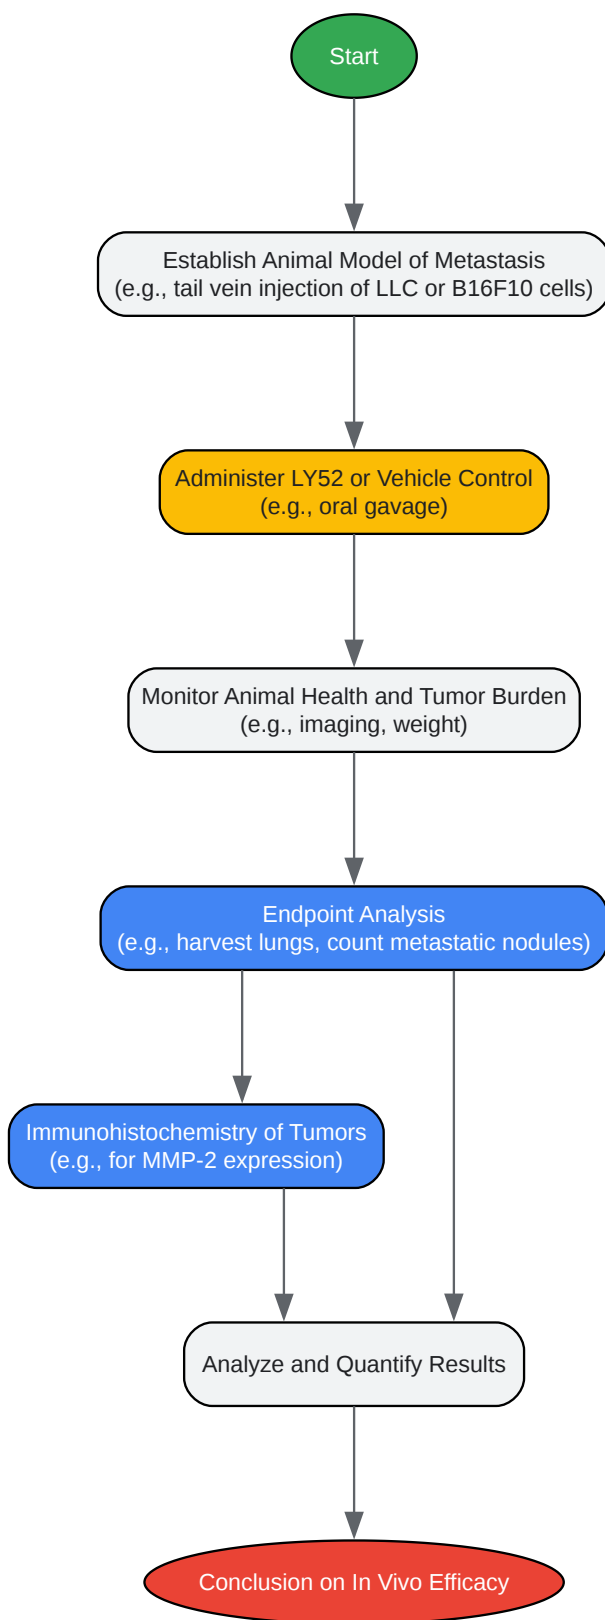 Start
Establish Animal Model of Metastasis
(e.g., tail vein injection of LLC or B16F10 cells)
Administer LY52 or Vehicle Control
(e.g., oral gavage)
Monitor Animal Health and Tumor Burden
(e.g., imaging, weight)
Endpoint Analysis
(e.g., harvest lungs, count metastatic nodules)
Immunohistochemistry of Tumors
(e.g., for MMP-2 expression)
Analyze and Quantify Results
Conclusion on In Vivo Efficacy